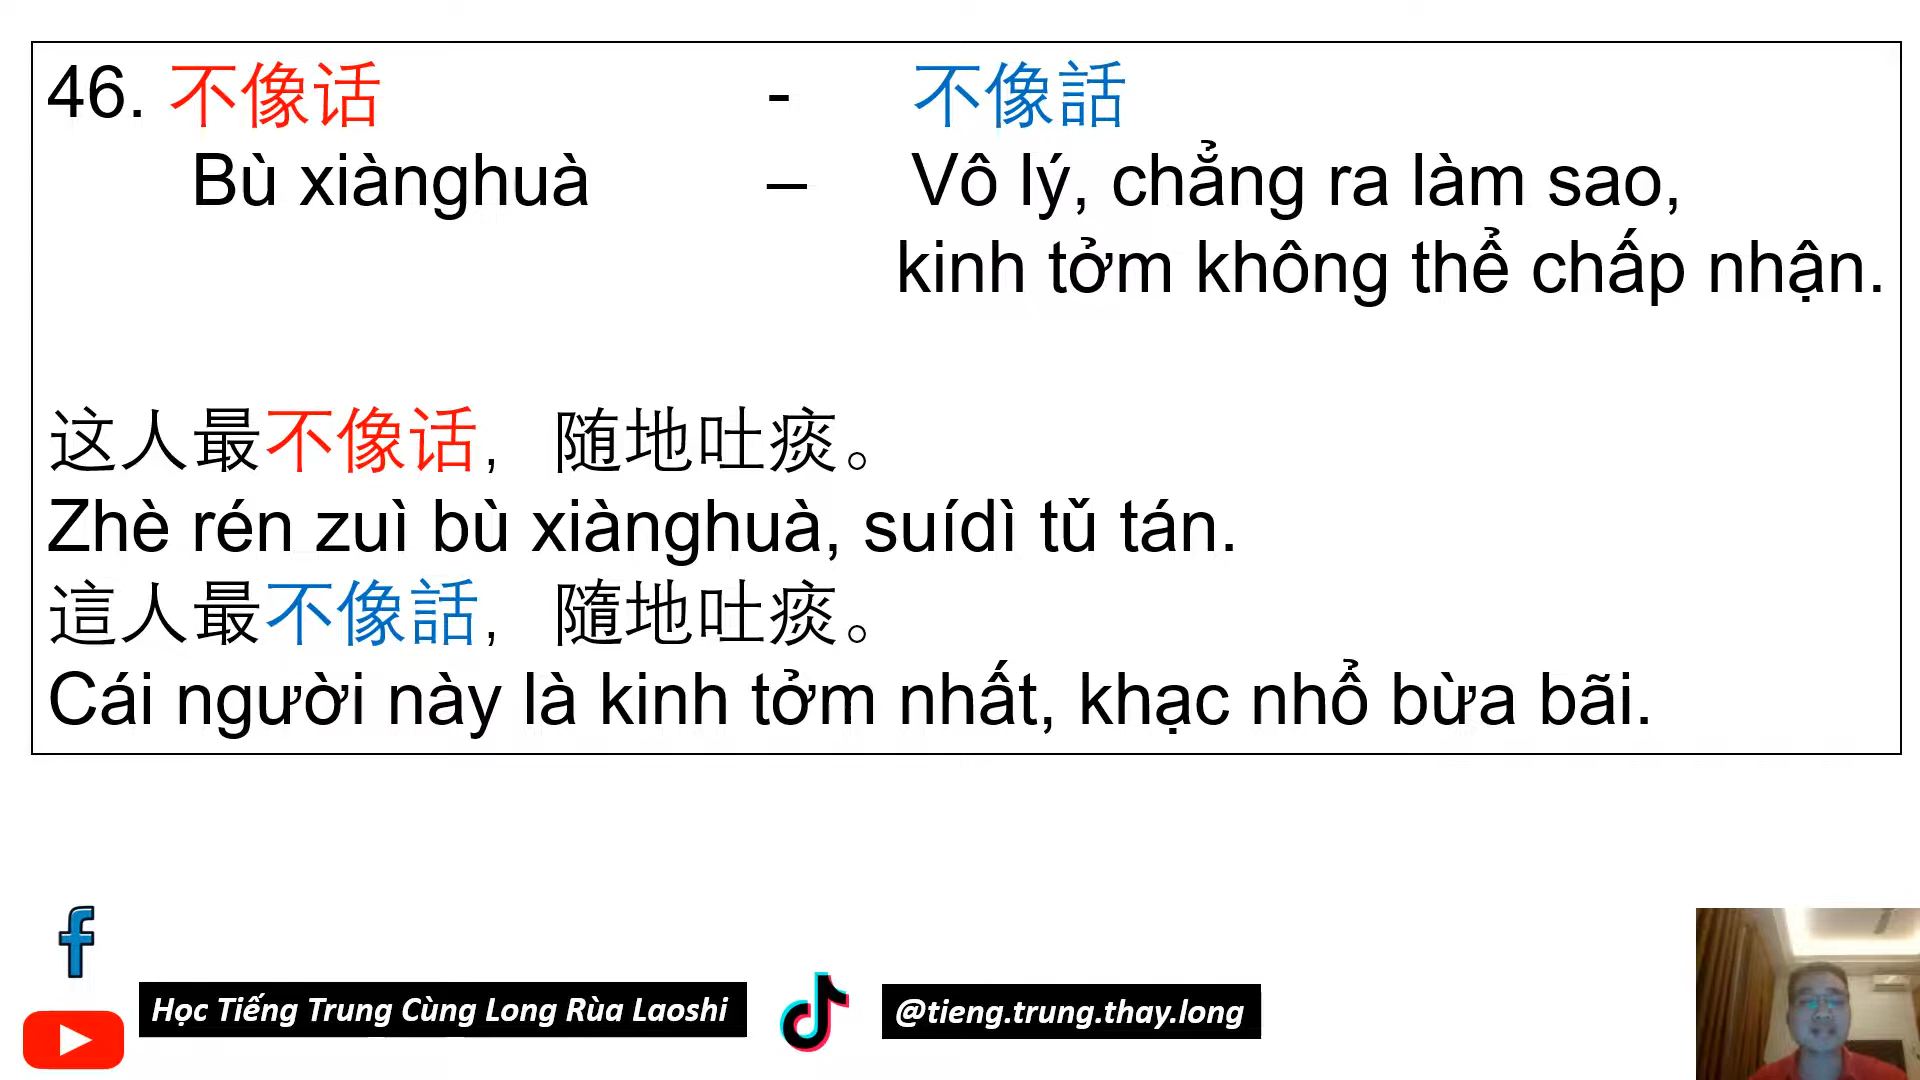 46. 不像话 - 不像話
Bù xiànghuà – Vô lý, chẳng ra làm sao,
kinh tởm không thể chấp nhận.
这人最不像话, 随地吐痰。
Zhè rén zuì bù xiànghuà, suídì tǔ tán.
這人最不像話, 隨地吐痰。
Cái người này là kinh tởm nhất, khạc nhổ bừa bãi.
Học Tiếng Trung Cùng Long Rùa Laoshi
@tieng.trung.thay.long